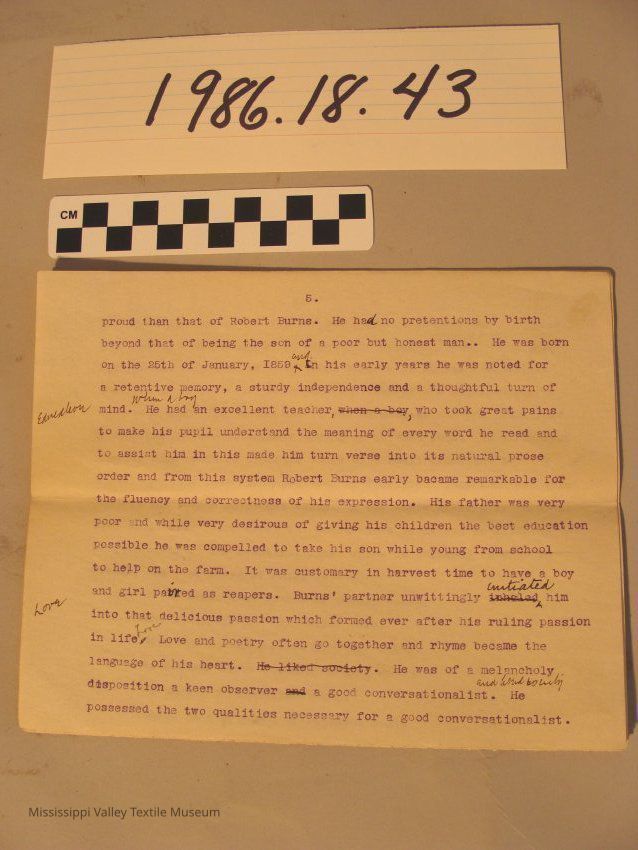 1986.18.43
CM
5.
proud than that of Robert Burns. He had no pretentions by birth
beyond that of being the son of a poor but honest man.. He was born
on the 25th of January, I859 and In his early years he was noted for
a retentive memory, a sturdy independence and a thoughtful turn of
when a boy
Education mind. He had an excellent teacher, when a boy, who took great pains
to make his pupil understand the meaning of every word he read and
to assist him in this made him turn verse into its natural prose
order and from this system Robert Burns early bacame remarkable for
the fluency and correctness of his expression. His father was very
poor and while very desirous of giving his children the best education
possible he was compelled to take his son while young from school
to help on the farm. It was customary in harvest time to have a boy
initiated
and girl paired as reapers. Burns' partner unwittingly him
Love into that delicious passion which formed ever after his ruling passion
Love
in life. Love and poetry often go together and rhyme became the
language of his heart. He liked society. He was of a melancholy
and liked society
disposition a keen observer and a good conversationalist. He
possessed the two qualities necessary for a good conversationalist.
Mississippi Valley Textile Museum